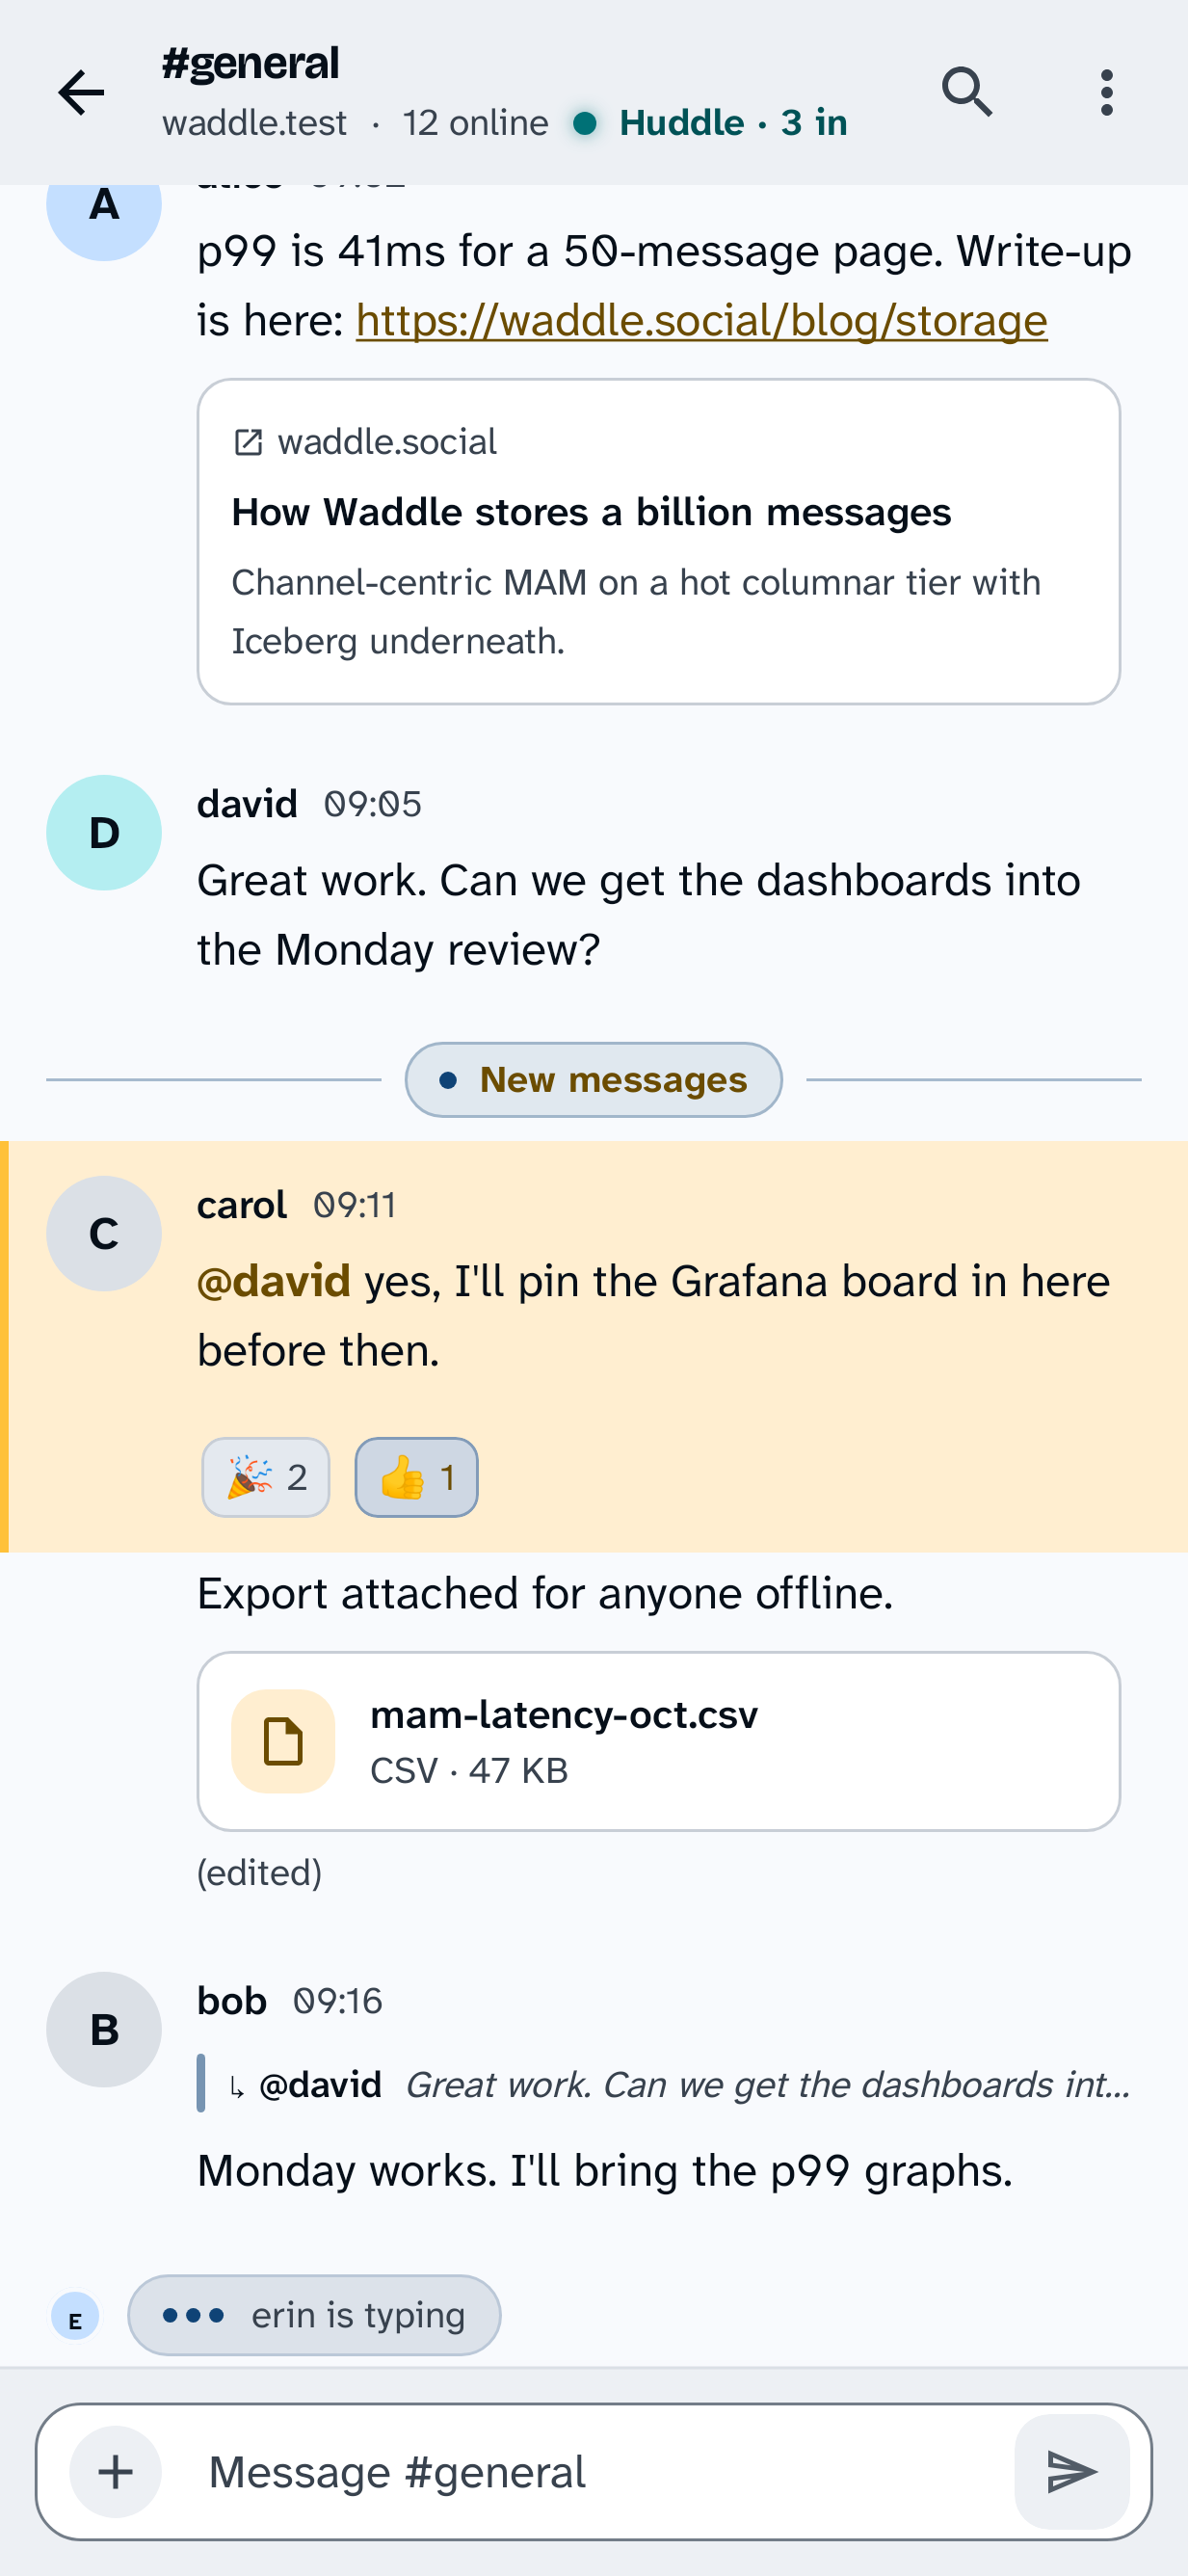 #general
waddle.test · 12 online Huddle · 3 in
A
p99 is 41ms for a 50-message page. Write-up
is here: https://waddle.social/blog/storage
waddle.social
How Waddle stores a billion messages
Channel-centric MAM on a hot columnar tier with
Iceberg underneath.
D
david 09:05
Great work. Can we get the dashboards into
the Monday review?
New messages
C
carol 09:11
@david yes, I'll pin the Grafana board in here
before then.
🎉 2 👍 1
Export attached for anyone offline.
mam-latency-oct.csv
CSV · 47 KB
(edited)
B
bob 09:16
↳ @david Great work. Can we get the dashboards int...
Monday works. I'll bring the p99 graphs.
E
erin is typing
Message #general